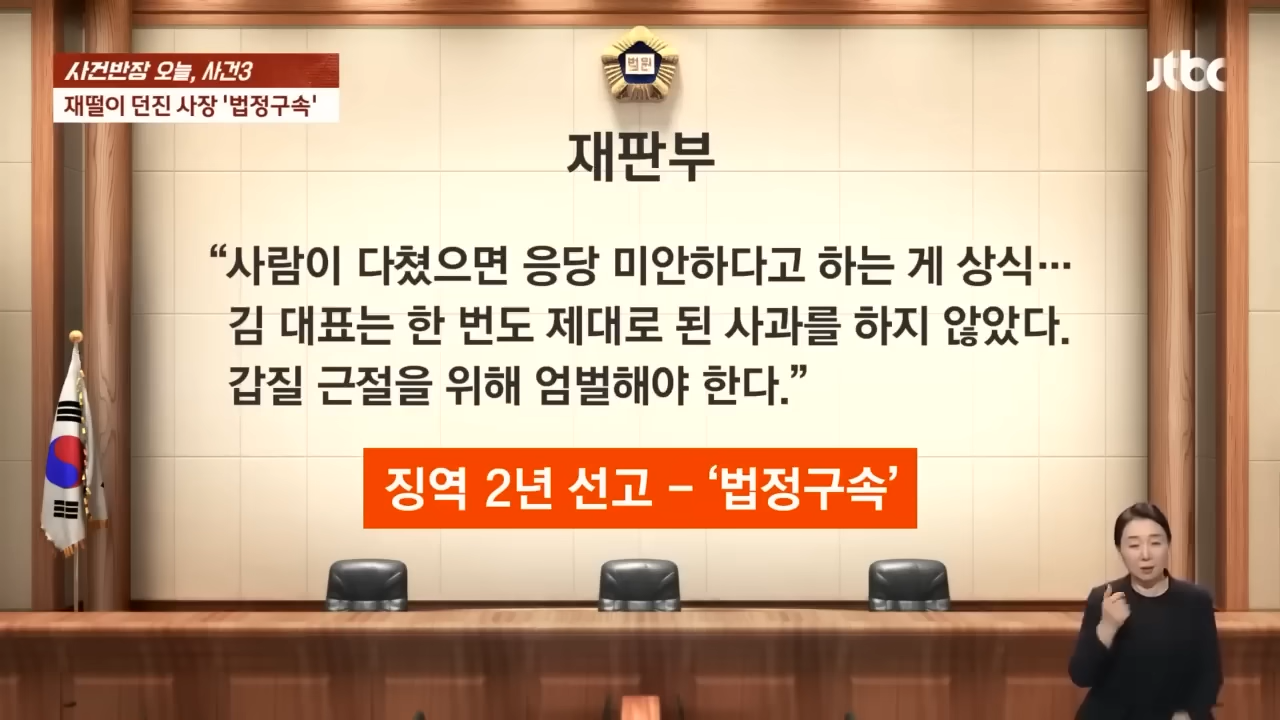 사건반장 오늘, 사건3
재떨이 던진 사장 '법정구속'
jtbc
법원
재판부
“사람이 다쳤으면 응당 미안하다고 하는 게 상식…
김 대표는 한 번도 제대로 된 사과를 하지 않았다.
갑질 근절을 위해 엄벌해야 한다.”
징역 2년 선고 – ‘법정구속’